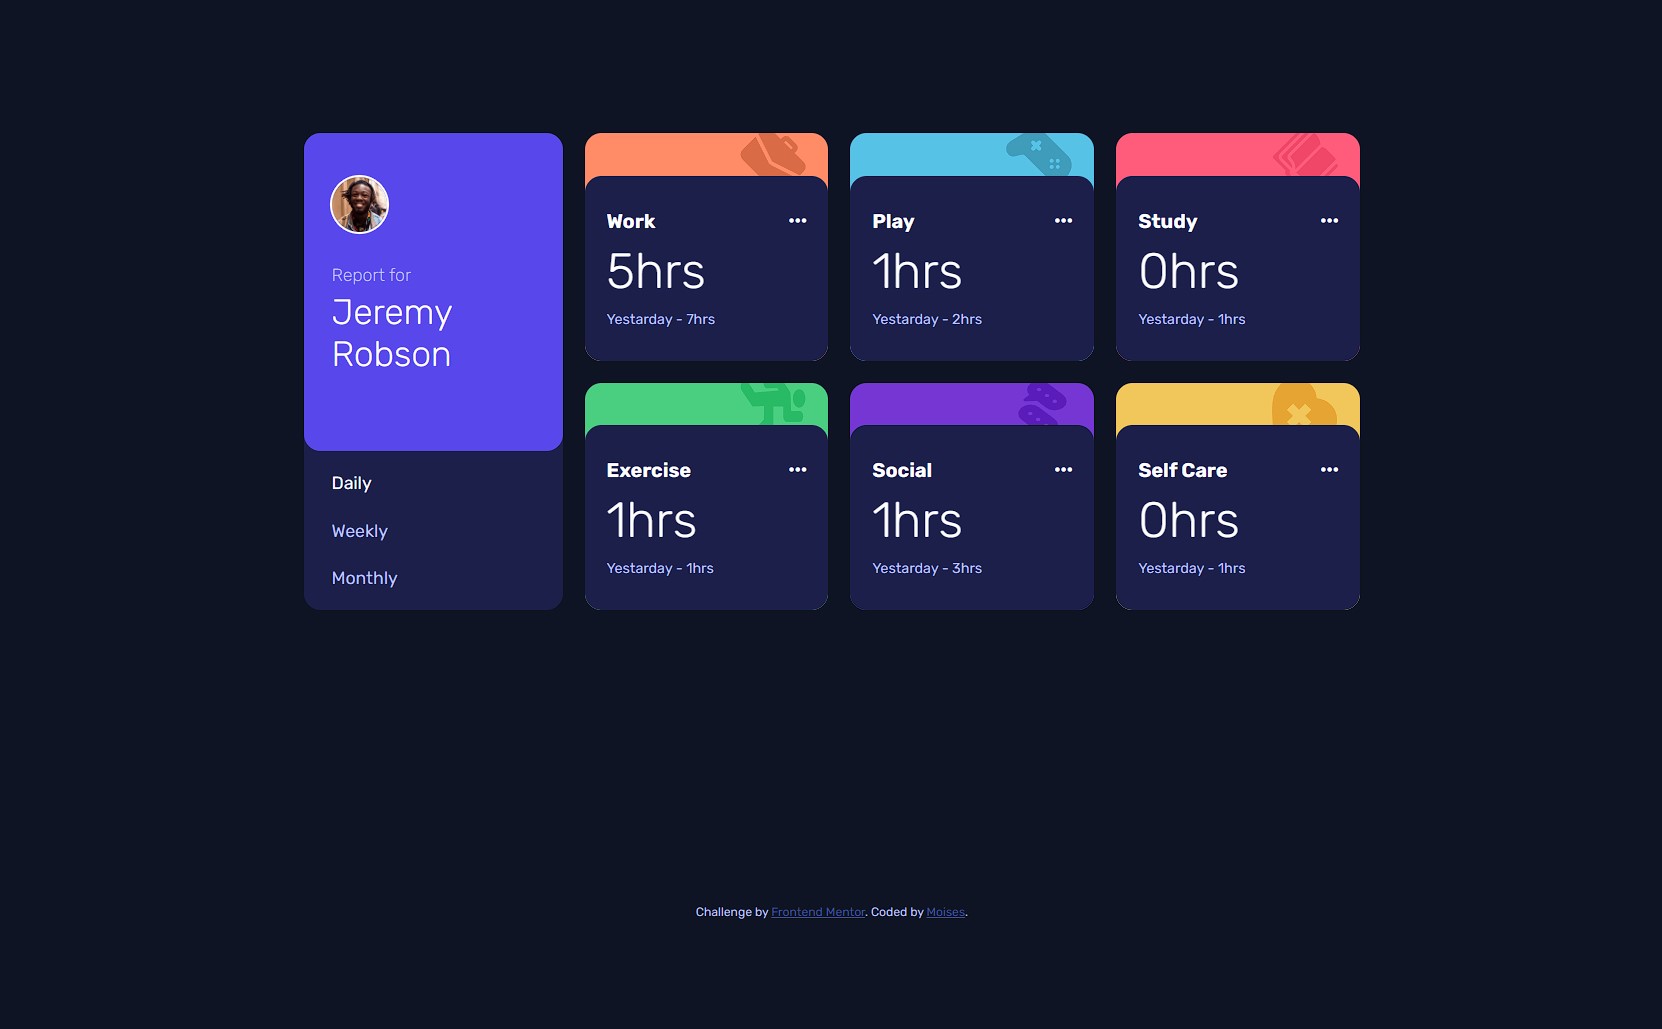 Report for
Jeremy
Robson
Daily
Weekly
Monthly
Work
5hrs
Yestarday - 7hrs
Play
1hrs
Yestarday - 2hrs
Study
0hrs
Yestarday - 1hrs
Exercise
1hrs
Yestarday - 1hrs
Social
1hrs
Yestarday - 3hrs
Self Care
0hrs
Yestarday - 1hrs
Challenge by Frontend Mentor. Coded by Moises.